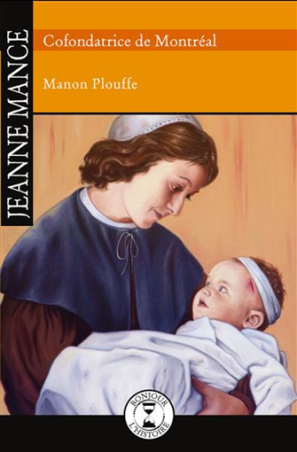 JEANNE MANCE
Cofondatrice de Montréal
Manon Plouffe
BONJOUR
L'HISTOIRE